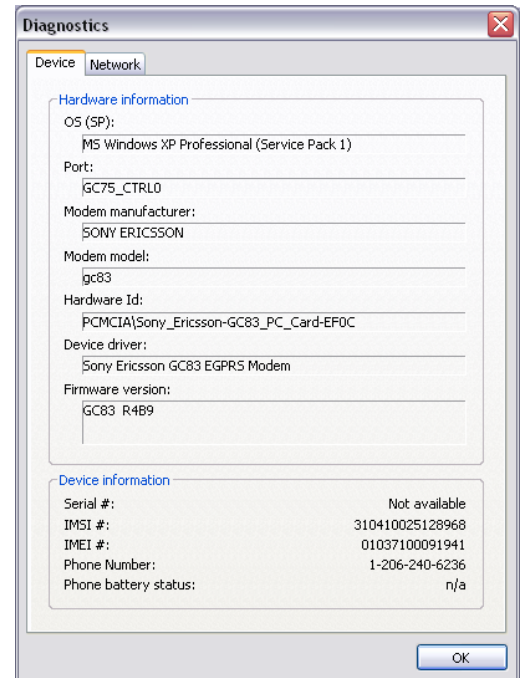 Diagnostics
Device Network
Hardware information
OS (SP):
MS Windows XP Professional (Service Pack 1)
Port:
GC75_CTRL0
Modem manufacturer:
SONY ERICSSON
Modem model:
gc83
Hardware Id:
PCMCIA\Sony_Ericsson-GC83_PC_Card-EF0C
Device driver:
Sony Ericsson GC83 EGPRS Modem
Firmware version:
GC83 R4B9
Device information
Serial #: Not available
IMSI #: 310410025128968
IMEI #: 01037100091941
Phone Number: 1-206-240-6236
Phone battery status: n/a
OK